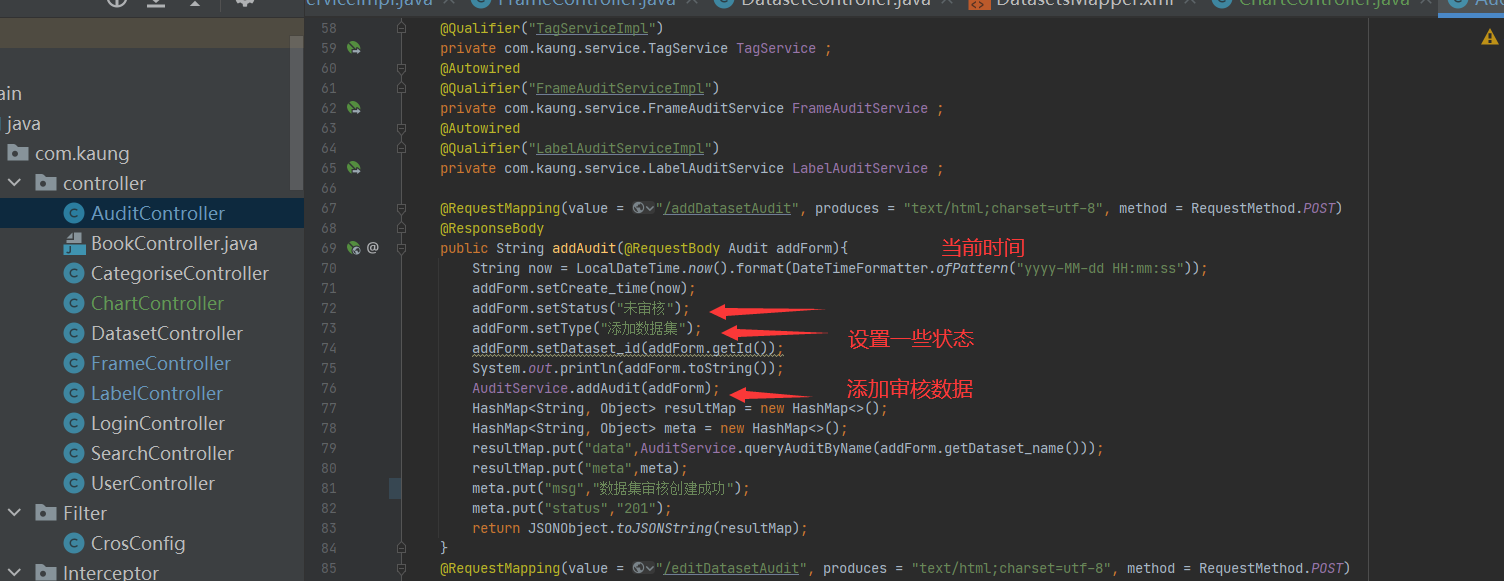 erviceImpl.java FrameController.java DatasetController.java DatasetsMapper.xml ChartController.java
ain
java
com.kaung
controller
AuditController
BookController.java
CategoriseController
ChartController
DatasetController
FrameController
LabelController
LoginController
SearchController
UserController
Filter
CrosConfig
Interceptor
58 @Qualifier("TagServiceImpl")
59 private com.kaung.service.TagService TagService ;
60 @Autowired
61 @Qualifier("FrameAuditServiceImpl")
62 private com.kaung.service.FrameAuditService FrameAuditService ;
63 @Autowired
64 @Qualifier("LabelAuditServiceImpl")
65 private com.kaung.service.LabelAuditService LabelAuditService ;
66
67 @RequestMapping(value = "/addDatasetAudit", produces = "text/html;charset=utf-8", method = RequestMethod.POST)
68 @ResponseBody
69 @ public String addAudit(@RequestBody Audit addForm){ 当前时间
70 String now = LocalDateTime.now().format(DateTimeFormatter.ofPattern("yyyy-MM-dd HH:mm:ss"));
71 addForm.setCreate_time(now);
72 addForm.setStatus("未审核");
73 addForm.setType("添加数据集"); 设置一些状态
74 addForm.setDataset_id(addForm.getId());
75 System.out.println(addForm.toString());
76 AuditService.addAudit(addForm); 添加审核数据
77 HashMap<String, Object> resultMap = new HashMap<>();
78 HashMap<String, Object> meta = new HashMap<>();
79 resultMap.put("data",AuditService.queryAuditByName(addForm.getDataset_name()));
80 resultMap.put("meta",meta);
81 meta.put("msg","数据集审核创建成功");
82 meta.put("status","201");
83 return JSONObject.toJSONString(resultMap);
84 }
85 @RequestMapping(value = "/editDatasetAudit", produces = "text/html;charset=utf-8", method = RequestMethod.POST)